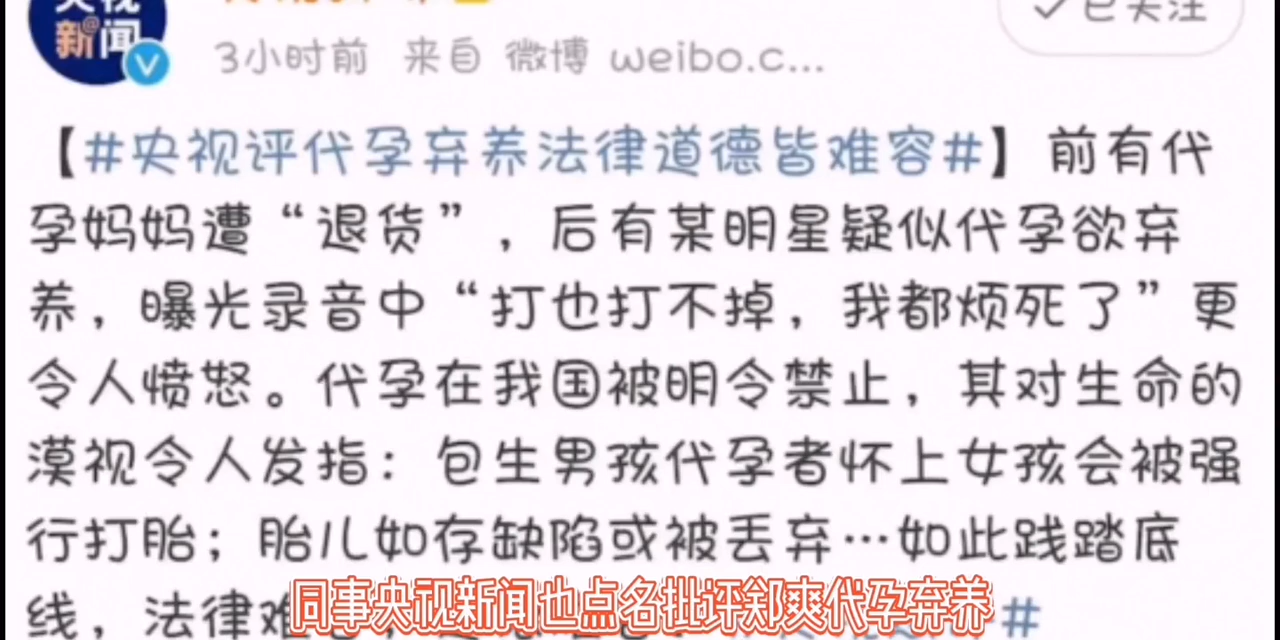 央视
新闻
3小时前 来自 微博 weibo.c...
已关注
【#央视评代孕弃养法律道德皆难容#】前有代
孕妈妈遭“退货”，后有某明星疑似代孕欲弃
养，曝光录音中“打也打不掉，我都烦死了”更
令人愤怒。代孕在我国被明令禁止，其对生命的
漠视令人发指：包生男孩代孕者怀上女孩会被强
行打胎；胎儿如存缺陷或被丢弃…如此践踏底
线，法律难
#
同事央视新闻也点名批评郑爽代孕弃养